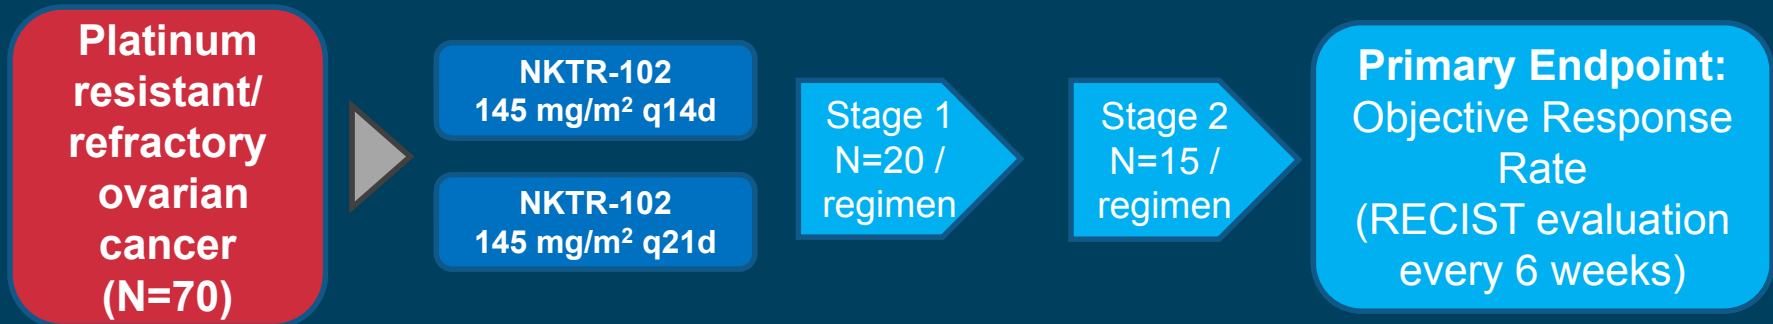 Platinum
resistant/
refractory
ovarian
cancer
(N=70)
NKTR-102
145 mg/m² q14d
NKTR-102
145 mg/m² q21d
Stage 1
N=20 /
regimen
Stage 2
N=15 /
regimen
Primary Endpoint:
Objective Response
Rate
(RECIST evaluation
every 6 weeks)